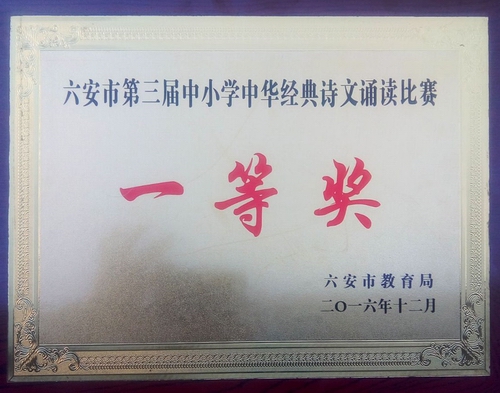 六安市第三届中小学中华经典诗文诵读比赛
一等奖
六安市教育局
二〇一六年十二月